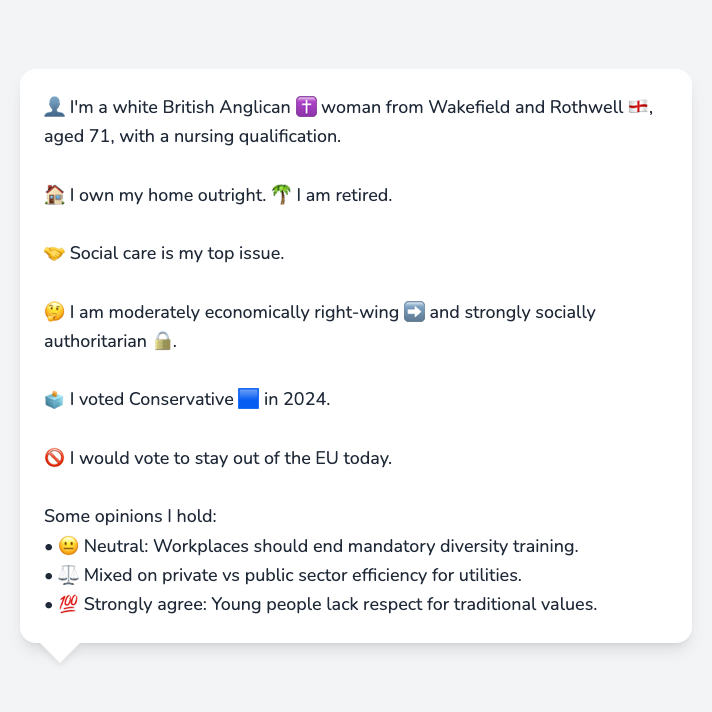 👤 I'm a white British Anglican ✝️ woman from Wakefield and Rothwell 🏴󠁧󠁢󠁥󠁮󠁧󠁿,
aged 71, with a nursing qualification.
🏠 I own my home outright. 🌴 I am retired.
🤝 Social care is my top issue.
🤔 I am moderately economically right-wing ➡️ and strongly socially
authoritarian 🔒.
🗳️ I voted Conservative 🟦 in 2024.
🚫 I would vote to stay out of the EU today.
Some opinions I hold:
• 😐 Neutral: Workplaces should end mandatory diversity training.
• ⚖️ Mixed on private vs public sector efficiency for utilities.
• 💯 Strongly agree: Young people lack respect for traditional values.